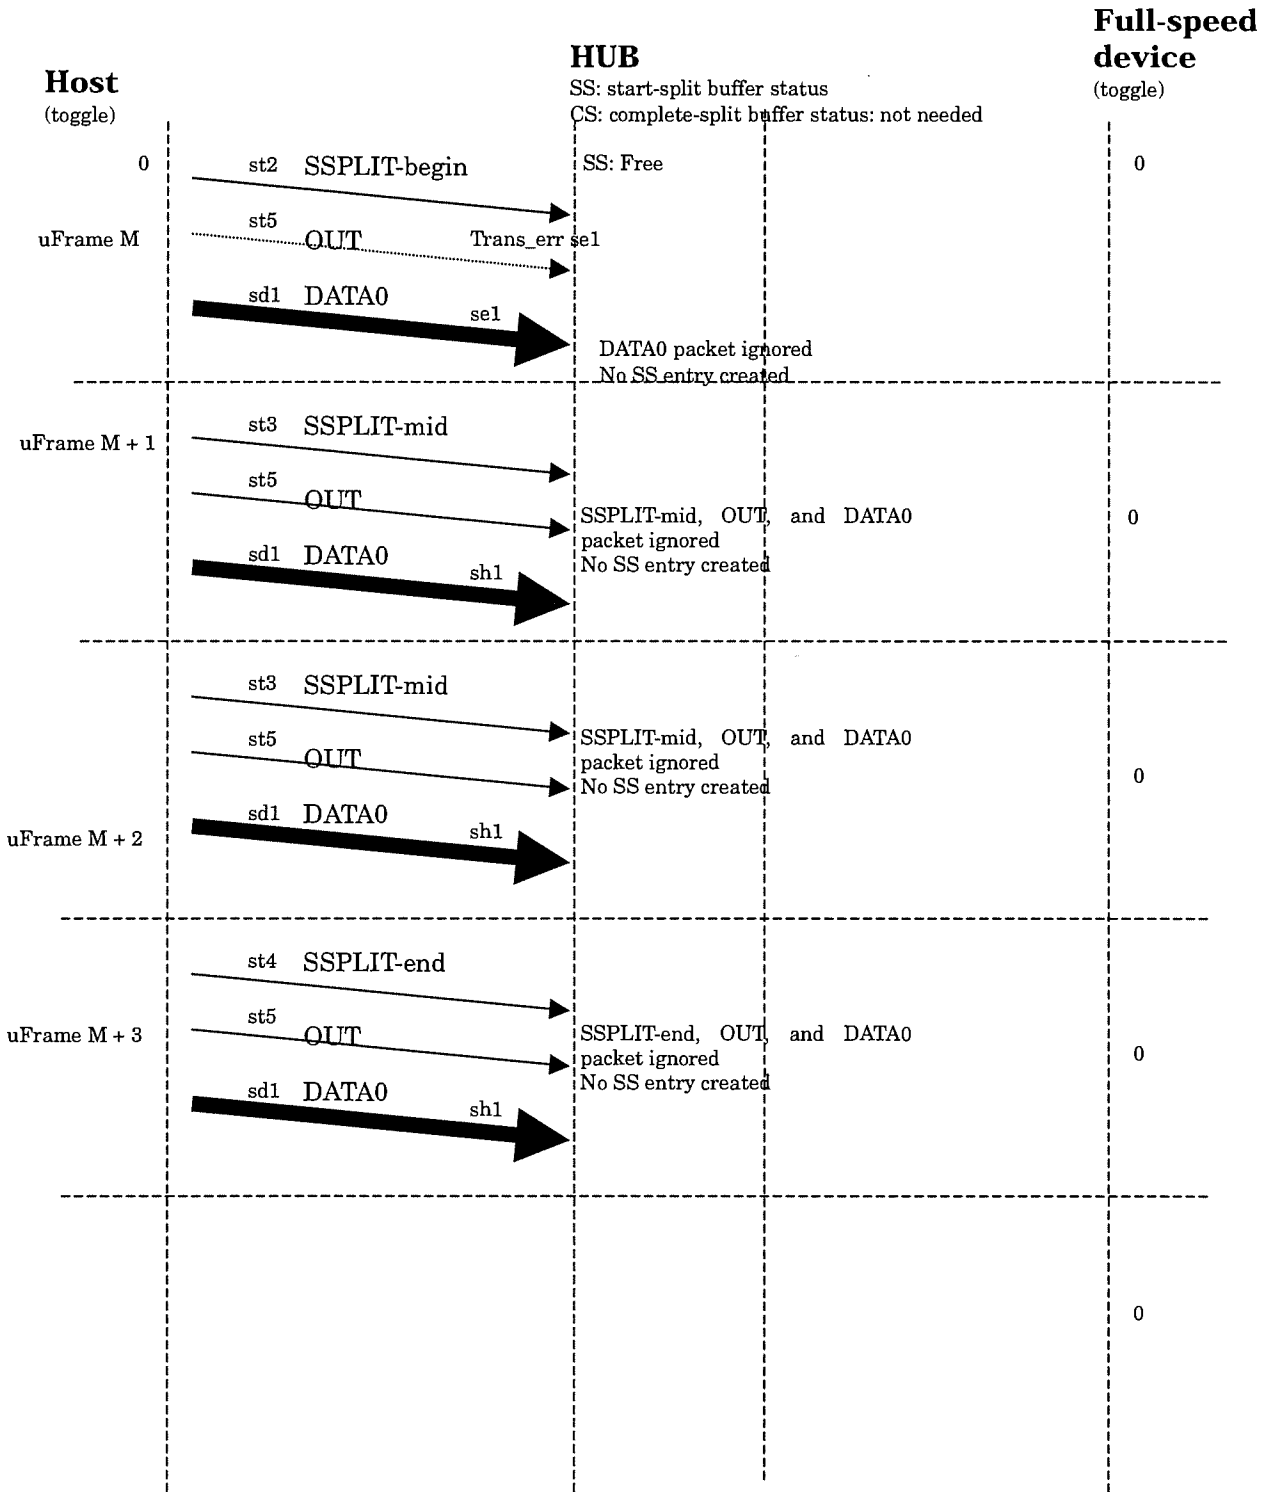 Full-speed
device
(toggle)
HUB
SS: start-split buffer status
CS: complete-split buffer status: not needed
Host
(toggle)
0
st2 SSPLIT-begin
SS: Free
0
uFrame M
st5
OUT
Trans_err se1
sd1 DATA0
se1
DATA0 packet ignored
No SS entry created
uFrame M + 1
st3 SSPLIT-mid
st5
OUT
SSPLIT-mid, OUT, and DATA0
packet ignored
No SS entry created
0
sd1 DATA0
sh1
st3 SSPLIT-mid
st5
OUT
SSPLIT-mid, OUT, and DATA0
packet ignored
No SS entry created
0
uFrame M + 2
sd1 DATA0
sh1
st4 SSPLIT-end
uFrame M + 3
st5
OUT
SSPLIT-end, OUT, and DATA0
packet ignored
No SS entry created
0
sd1 DATA0
sh1
0